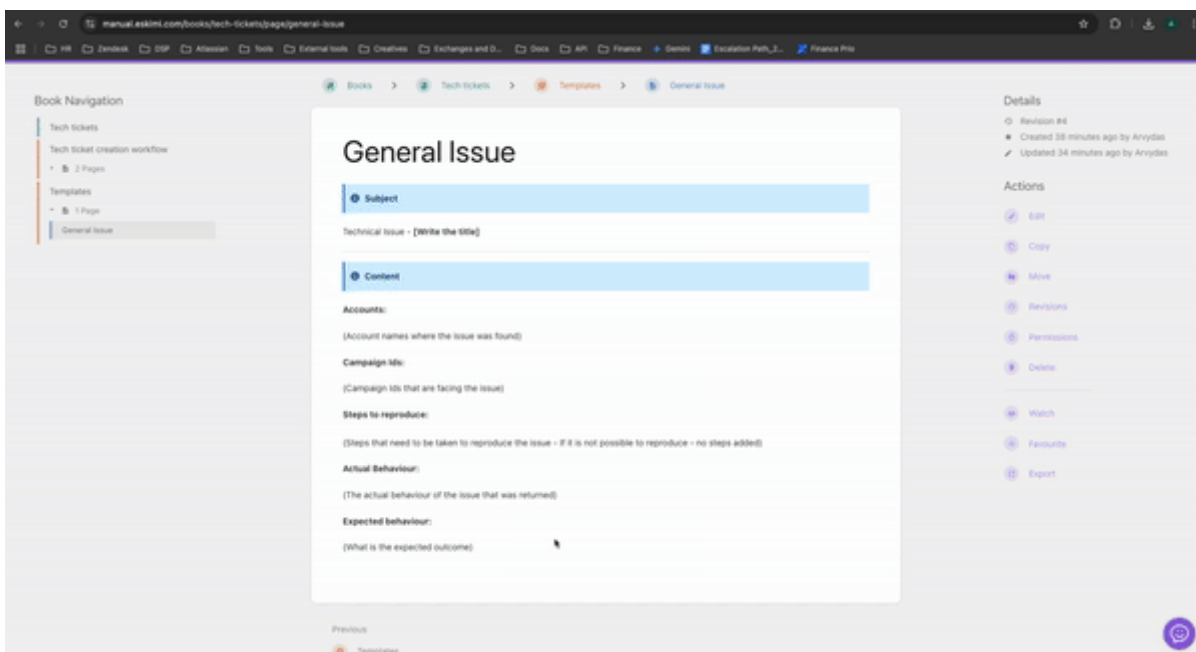 manual.eskimi.com/books/tech-tickets/page/general-issue
HR Zendesk DSP Atlassian Tools External tools Creatives Exchanges and D... Docs API Finance Gemini Escalation Path_2... Finance Prio
Books > Tech tickets > Templates > General Issue
Book Navigation
Tech tickets
Tech ticket creation workflow
2 Pages
Templates
1 Page
General Issue
General Issue
Subject
Technical Issue - [Write the title]
Content
Accounts:
(Account names where the issue was found)
Campaign Ids:
(Campaign Ids that are facing the issue)
Steps to reproduce:
(Steps that need to be taken to reproduce the issue - If it is not possible to reproduce - no steps added)
Actual Behaviour:
(The actual behaviour of the issue that was returned)
Expected behaviour:
(What is the expected outcome)
Previous
Templates
Details
Revision #4
Created 38 minutes ago by Arvydas
Updated 34 minutes ago by Arvydas
Actions
Edit
Copy
Move
Revisions
Permissions
Delete
Watch
Favourite
Export